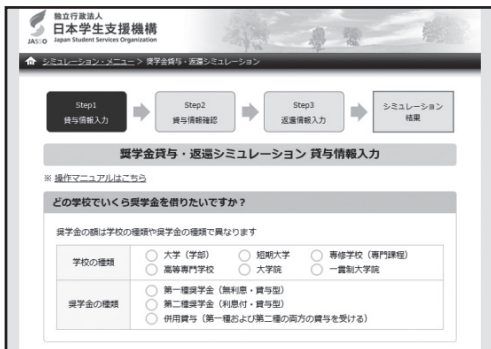 独立行政法人
日本学生支援機構
JASSO Japan Student Services Organization
シミュレーション・メニュー > 奨学金貸与・返還シミュレーション
Step1
貸与情報入力
Step2
貸与情報確認
Step3
返還情報入力
シミュレーション
結果
奨学金貸与・返還シミュレーション 貸与情報入力
※ 操作マニュアルはこちら
どの学校でいくら奨学金を借りたいですか？
奨学金の額は学校の種類や奨学金の種類で異なります
学校の種類
大学（学部） 短期大学 専修学校（専門課程）
高等専門学校 大学院 一貫制大学院
奨学金の種類
第一種奨学金（無利息・貸与型）
第二種奨学金（利息付・貸与型）
併用貸与（第一種および第二種の両方の貸与を受ける）